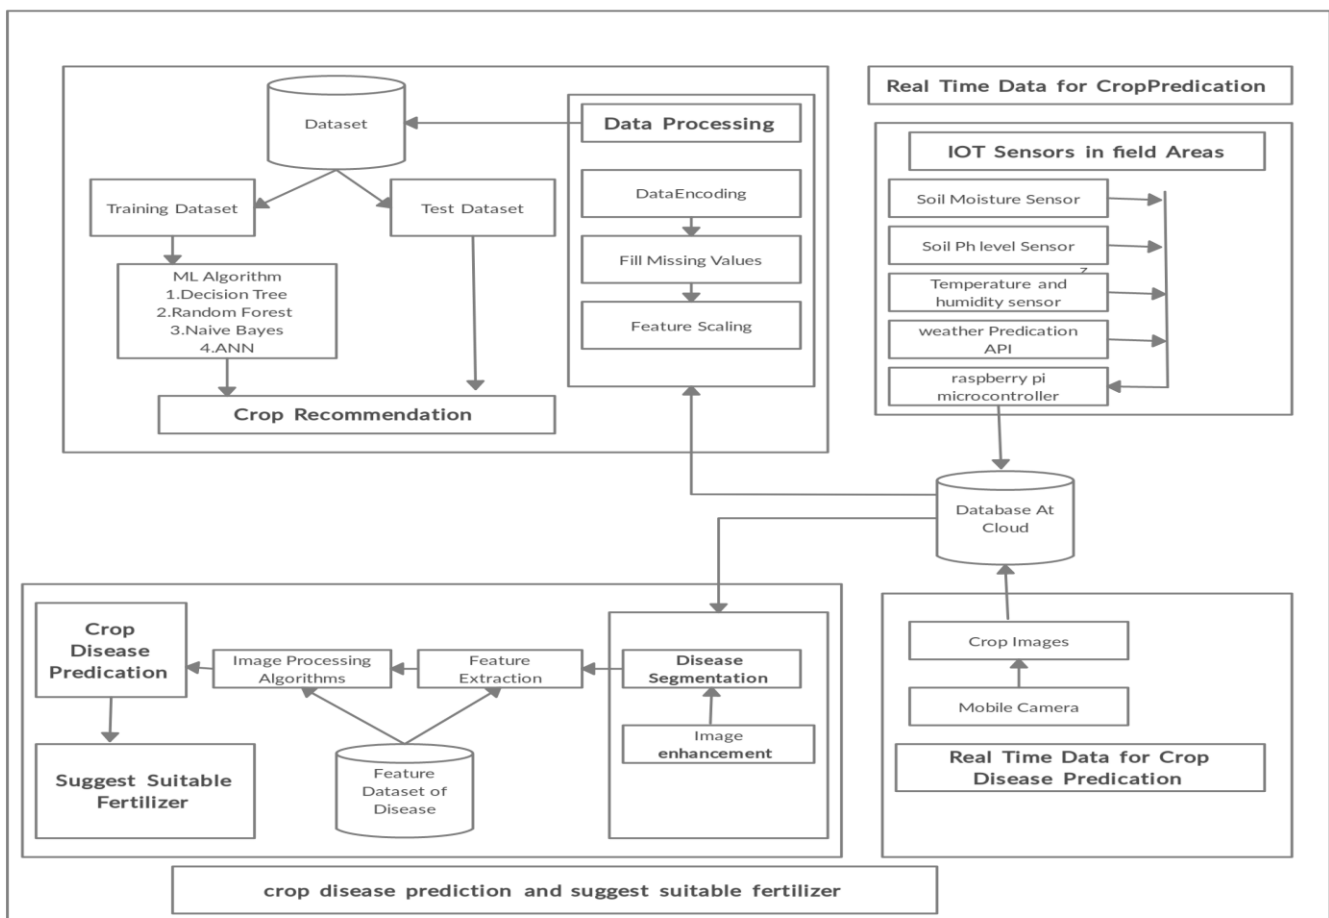 Dataset
Training Dataset
Test Dataset
ML Algorithm
1.Decision Tree
2.Random Forest
3.Naive Bayes
4.ANN
Crop Recommendation
Data Processing
DataEncoding
Fill Missing Values
Feature Scaling
Real Time Data for CropPredication
IOT Sensors in field Areas
Soil Moisture Sensor
Soil Ph level Sensor
z
Temperature and
humidity sensor
weather Predication
API
raspberry pi
microcontroller
Database At
Cloud
Crop
Disease
Predication
Image Processing
Algorithms
Feature
Extraction
Disease
Segmentation
Image
enhancement
Suggest Suitable
Fertilizer
Feature
Dataset of
Disease
Crop Images
Mobile Camera
Real Time Data for Crop
Disease Predication
crop disease prediction and suggest suitable fertilizer